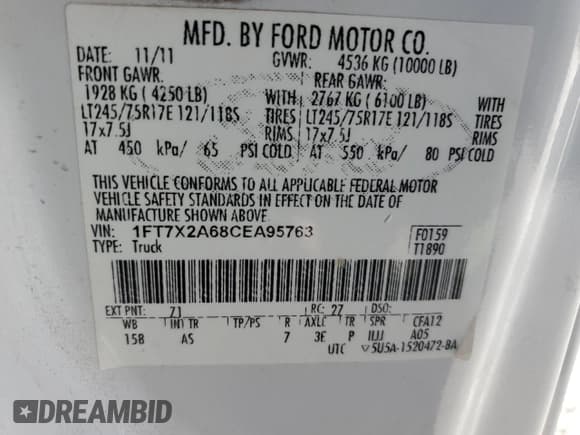 MFD. BY FORD MOTOR CO.
DATE: 11/11 GVWR: 4536 KG (10000 LB)
FRONT GAWR: REAR GAWR:
1928 KG ( 4250 LB) WITH 2767 KG ( 6100 LB) WITH
LT245/75R17E 121/118S TIRES LT245/75R17E 121/118S TIRES
17x7.5J RIMS 17x7.5J RIMS
AT 450 kPa/ 65 PSI COLD AT 550 kPa/ 80 PSI COLD
THIS VEHICLE CONFORMS TO ALL APPLICABLE FEDERAL MOTOR
VEHICLE SAFETY STANDARDS IN EFFECT ON THE DATE OF
MANUFACTURE SHOWN ABOVE.
VIN: 1FT7X2A68CEA95763 F0159
TYPE: Truck T1890
EXT PNT: Z1 RC: 27 DSO:
WB INT TR TP/PS R AXLE TR SPR CFA12
158 AS 7 3E P A05
UTC ▽5U5A-1520472-BA
DREAMBID